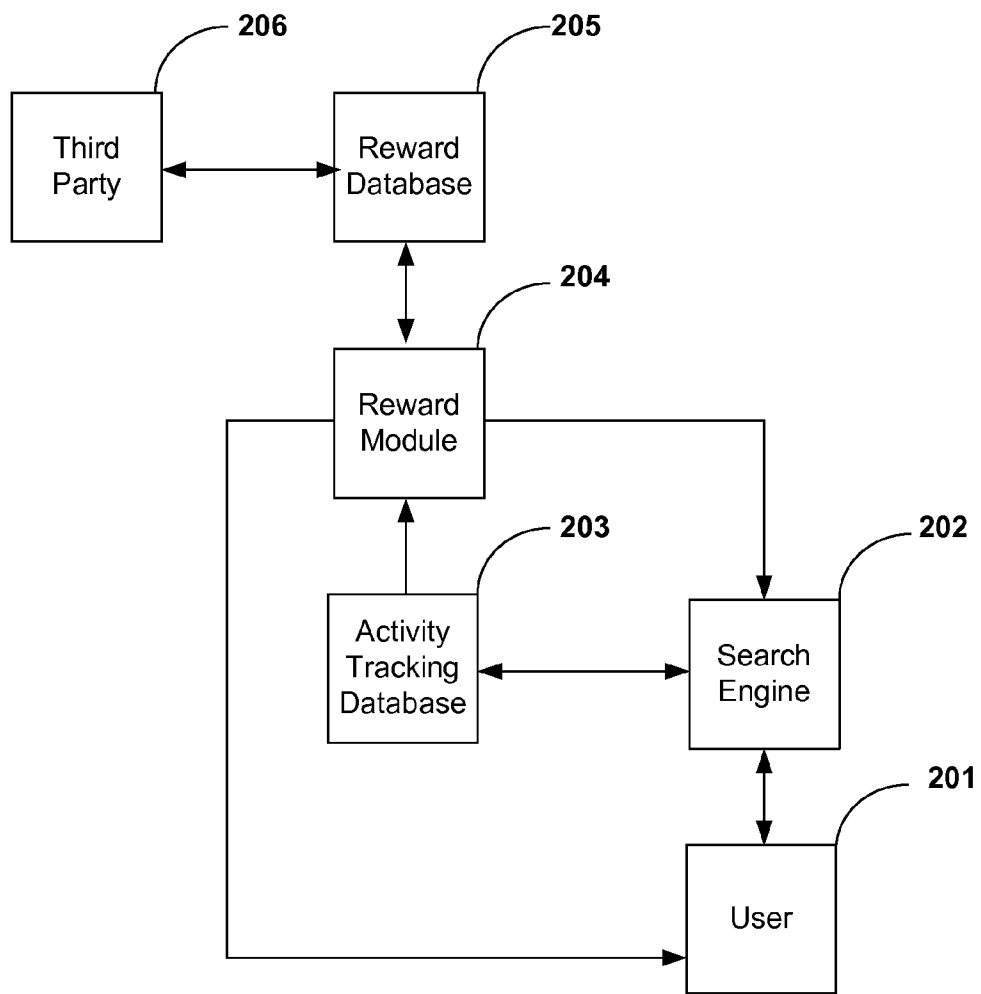 206
205
Third
Party
Reward
Database
204
Reward
Module
203
202
Activity
Tracking
Database
Search
Engine
201
User